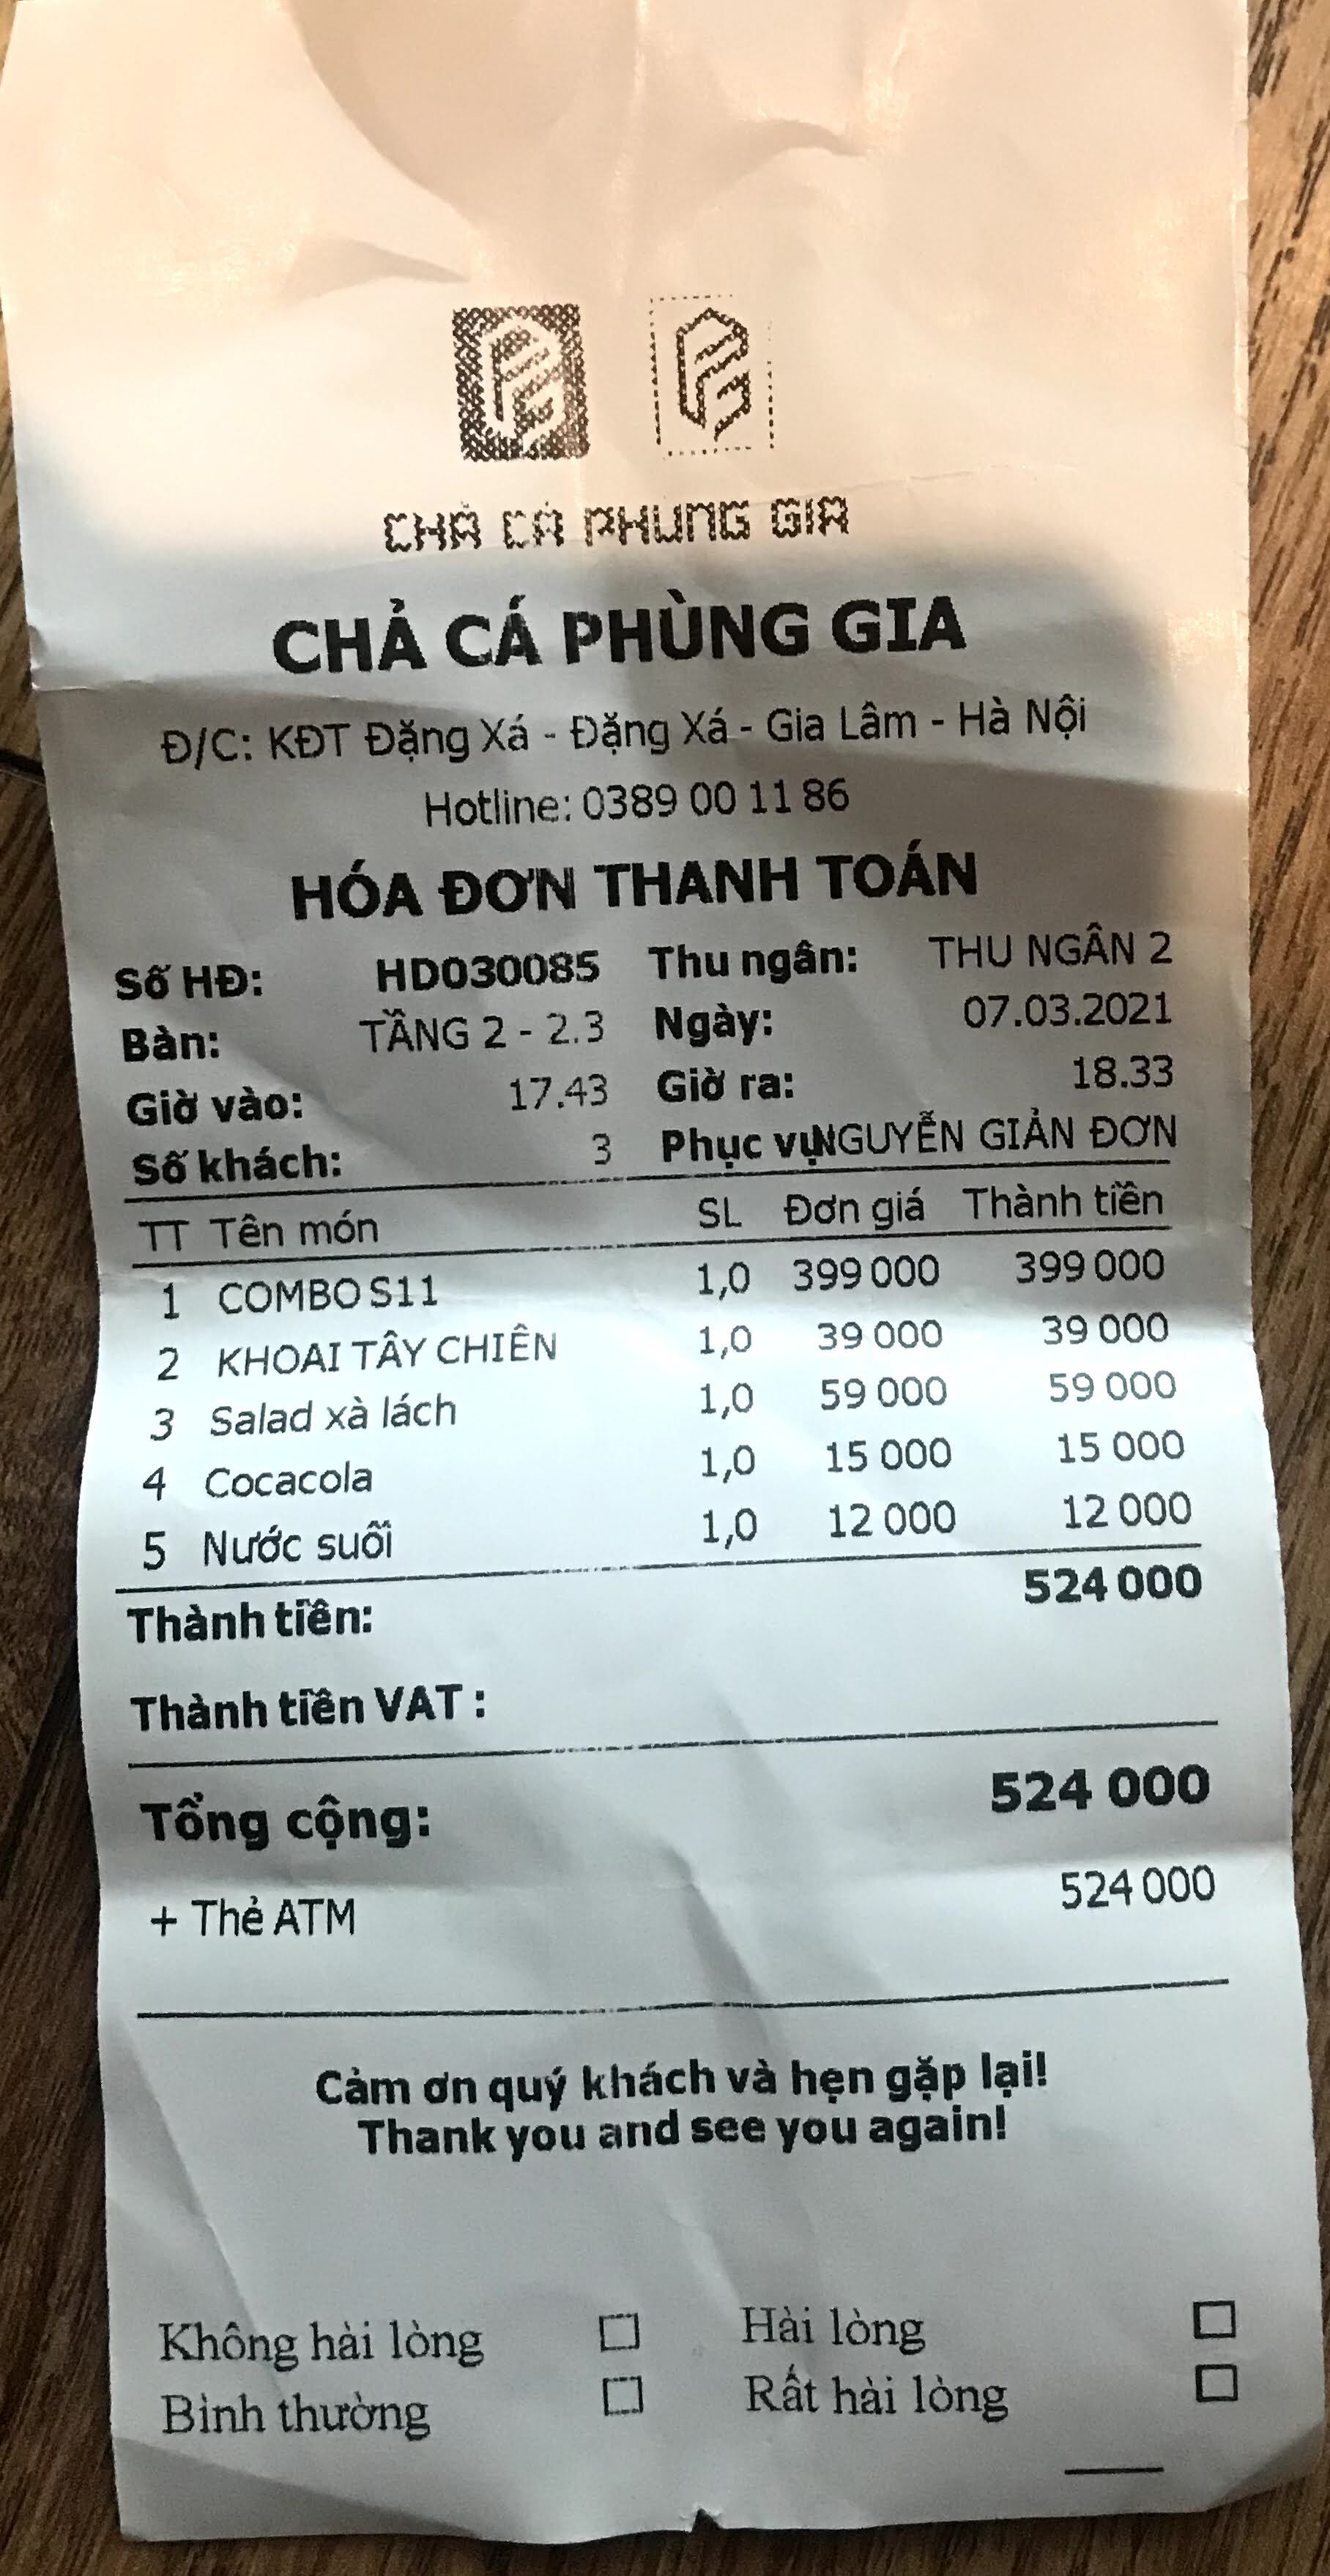 CHẢ CÁ PHÙNG GIA
CHẢ CÁ PHÙNG GIA
Đ/C: KĐT Đặng Xá - Đặng Xá - Gia Lâm - Hà Nội
Hotline: 0389 00 11 86
HÓA ĐƠN THANH TOÁN
Số HĐ: HD030085 Thu ngân: THU NGÂN 2
Bàn: TẦNG 2 - 2.3 Ngày: 07.03.2021
Giờ vào: 17.43 Giờ ra: 18.33
Số khách: 3 Phục vụ: NGUYỄN GIẢN ĐƠN
TT Tên món SL Đơn giá Thành tiền
1 COMBO S11 1,0 399 000 399 000
2 KHOAI TÂY CHIÊN 1,0 39 000 39 000
3 Salad xà lách 1,0 59 000 59 000
4 Cocacola 1,0 15 000 15 000
5 Nước suối 1,0 12 000 12 000
Thành tiền: 524 000
Thành tiền VAT :
Tổng cộng: 524 000
+ Thẻ ATM 524 000
Cảm ơn quý khách và hẹn gặp lại!
Thank you and see you again!
Không hài lòng Hài lòng
Bình thường Rất hài lòng